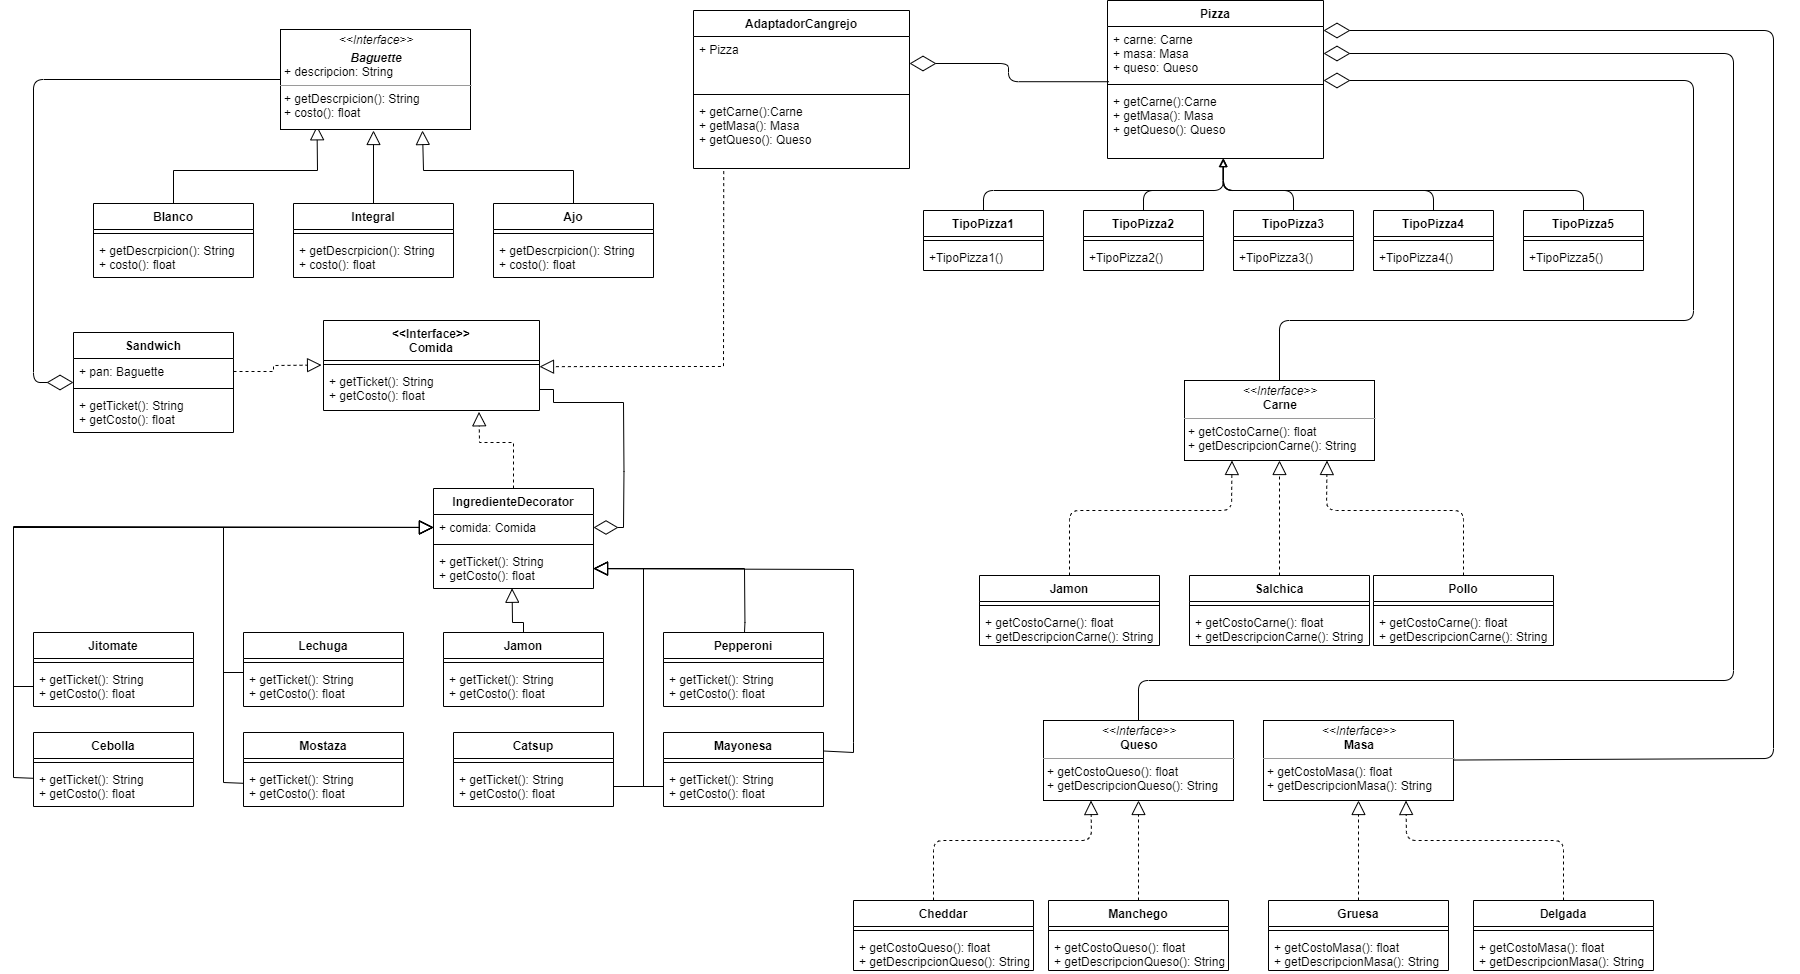 <<Interface>>
Baguette
+ descripcion: String
+ getDescrpicion(): String
+ costo(): float
AdaptadorCangrejo
+ Pizza
+ getCarne():Carne
+ getMasa(): Masa
+ getQueso(): Queso
Pizza
+ carne: Carne
+ masa: Masa
+ queso: Queso
+ getCarne():Carne
+ getMasa(): Masa
+ getQueso(): Queso
Blanco
+ getDescrpicion(): String
+ costo(): float
Integral
+ getDescrpicion(): String
+ costo(): float
Ajo
+ getDescrpicion(): String
+ costo(): float
TipoPizza1
+TipoPizza1()
TipoPizza2
+TipoPizza2()
TipoPizza3
+TipoPizza3()
TipoPizza4
+TipoPizza4()
TipoPizza5
+TipoPizza5()
Sandwich
+ pan: Baguette
+ getTicket(): String
+ getCosto(): float
<<Interface>>
Comida
+ getTicket(): String
+ getCosto(): float
<<Interface>>
Carne
+ getCostoCarne(): float
+ getDescripcionCarne(): String
IngredienteDecorator
+ comida: Comida
+ getTicket(): String
+ getCosto(): float
Jamon
+ getCostoCarne(): float
+ getDescripcionCarne(): String
Salchica
+ getCostoCarne(): float
+ getDescripcionCarne(): String
Pollo
+ getCostoCarne(): float
+ getDescripcionCarne(): String
Jitomate
+ getTicket(): String
+ getCosto(): float
Lechuga
+ getTicket(): String
+ getCosto(): float
Jamon
+ getTicket(): String
+ getCosto(): float
Pepperoni
+ getTicket(): String
+ getCosto(): float
Cebolla
+ getTicket(): String
+ getCosto(): float
Mostaza
+ getTicket(): String
+ getCosto(): float
Catsup
+ getTicket(): String
+ getCosto(): float
Mayonesa
+ getTicket(): String
+ getCosto(): float
<<Interface>>
Queso
+ getCostoQueso(): float
+ getDescripcionQueso(): String
<<Interface>>
Masa
+ getCostoMasa(): float
+ getDescripcionMasa(): String
Cheddar
+ getCostoQueso(): float
+ getDescripcionQueso(): String
Manchego
+ getCostoQueso(): float
+ getDescripcionQueso(): String
Gruesa
+ getCostoMasa(): float
+ getDescripcionMasa(): String
Delgada
+ getCostoMasa(): float
+ getDescripcionMasa(): String